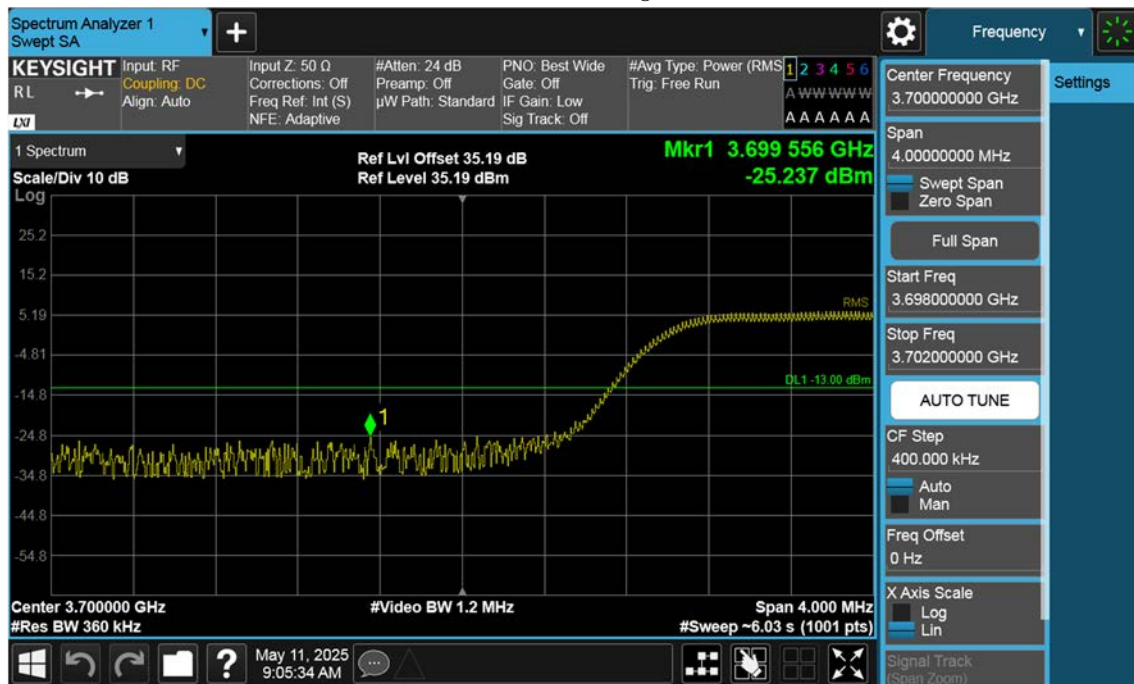 Spectrum Analyzer 1
Swept SA
+
Frequency
KEYSIGHT
RL
LXI
Input: RF
Coupling: DC
Align: Auto
Input Z: 50 Ω
Corrections: Off
Freq Ref: Int (S)
NFE: Adaptive
#Atten: 24 dB
Preamp: Off
µW Path: Standard
PNO: Best Wide
Gate: Off
IF Gain: Low
Sig Track: Off
#Avg Type: Power (RMS
Trig: Free Run
1 2 3 4 5 6
A W W W W W
A A A A A A
1 Spectrum
Scale/Div 10 dB
Ref Lvl Offset 35.19 dB
Ref Level 35.19 dBm
Mkr1 3.699 556 GHz
-25.237 dBm
Log
25.2
15.2
5.19
-4.81
-14.8
-24.8
-34.8
-44.8
-54.8
RMS
DL1 -13.00 dBm
1
Center 3.700000 GHz
#Res BW 360 kHz
#Video BW 1.2 MHz
Span 4.000 MHz
#Sweep ~6.03 s (1001 pts)
Center Frequency
3.700000000 GHz
Span
4.00000000 MHz
Swept Span
Zero Span
Full Span
Start Freq
3.698000000 GHz
Stop Freq
3.702000000 GHz
AUTO TUNE
CF Step
400.000 kHz
Auto
Man
Freq Offset
0 Hz
X Axis Scale
Log
Lin
Signal Track
(Span Zoom)
Settings
?
May 11, 2025
9:05:34 AM